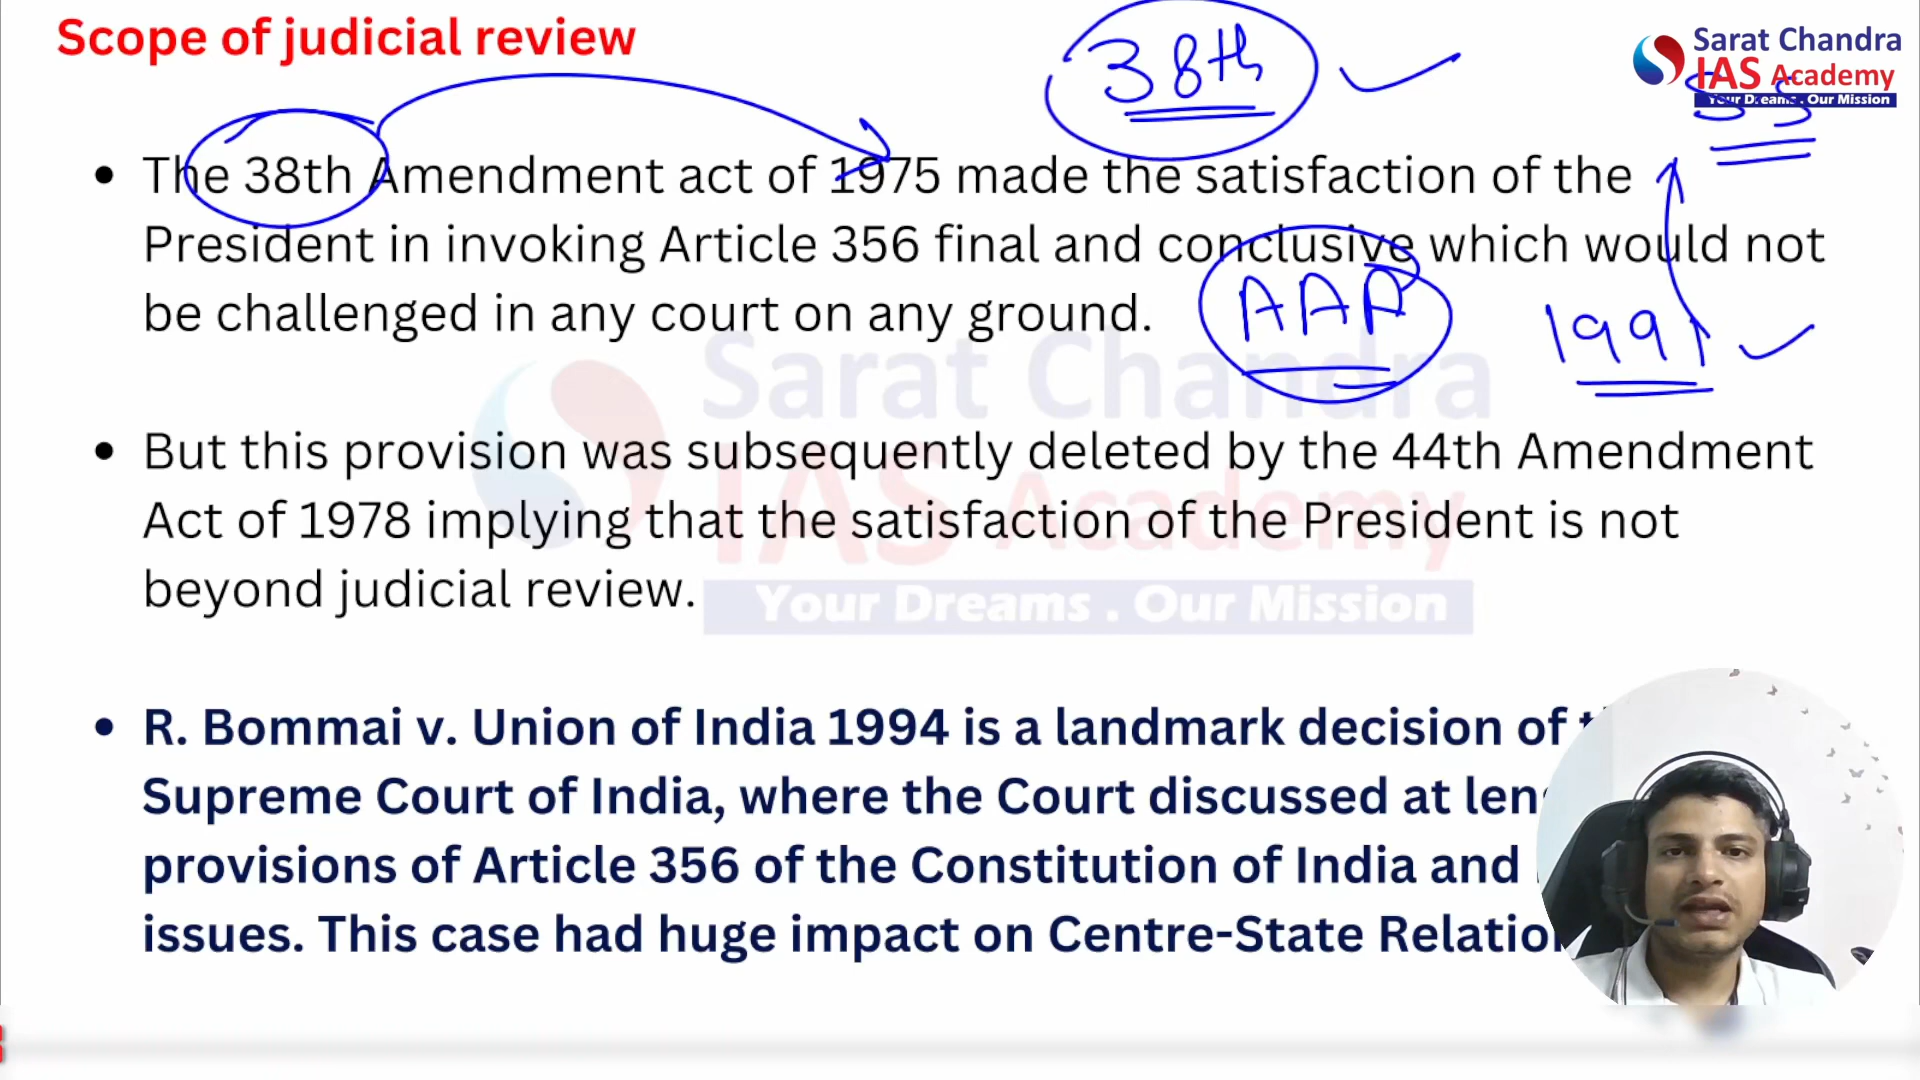 Scope of judicial review
38th
Sarat Chandra
IAS Academy
Your Dreams . Our Mission
The 38th Amendment act of 1975 made the satisfaction of the
President in invoking Article 356 final and conclusive which would not
be challenged in any court on any ground.
AAP
1991
Sarat Chandra
IAS Academy
But this provision was subsequently deleted by the 44th Amendment
Act of 1978 implying that the satisfaction of the President is not
beyond judicial review.
Your Dreams . Our Mission
R. Bommai v. Union of India 1994 is a landmark decision of
Supreme Court of India, where the Court discussed at
provisions of Article 356 of the Constitution of India and
issues. This case had huge impact on Centre-State